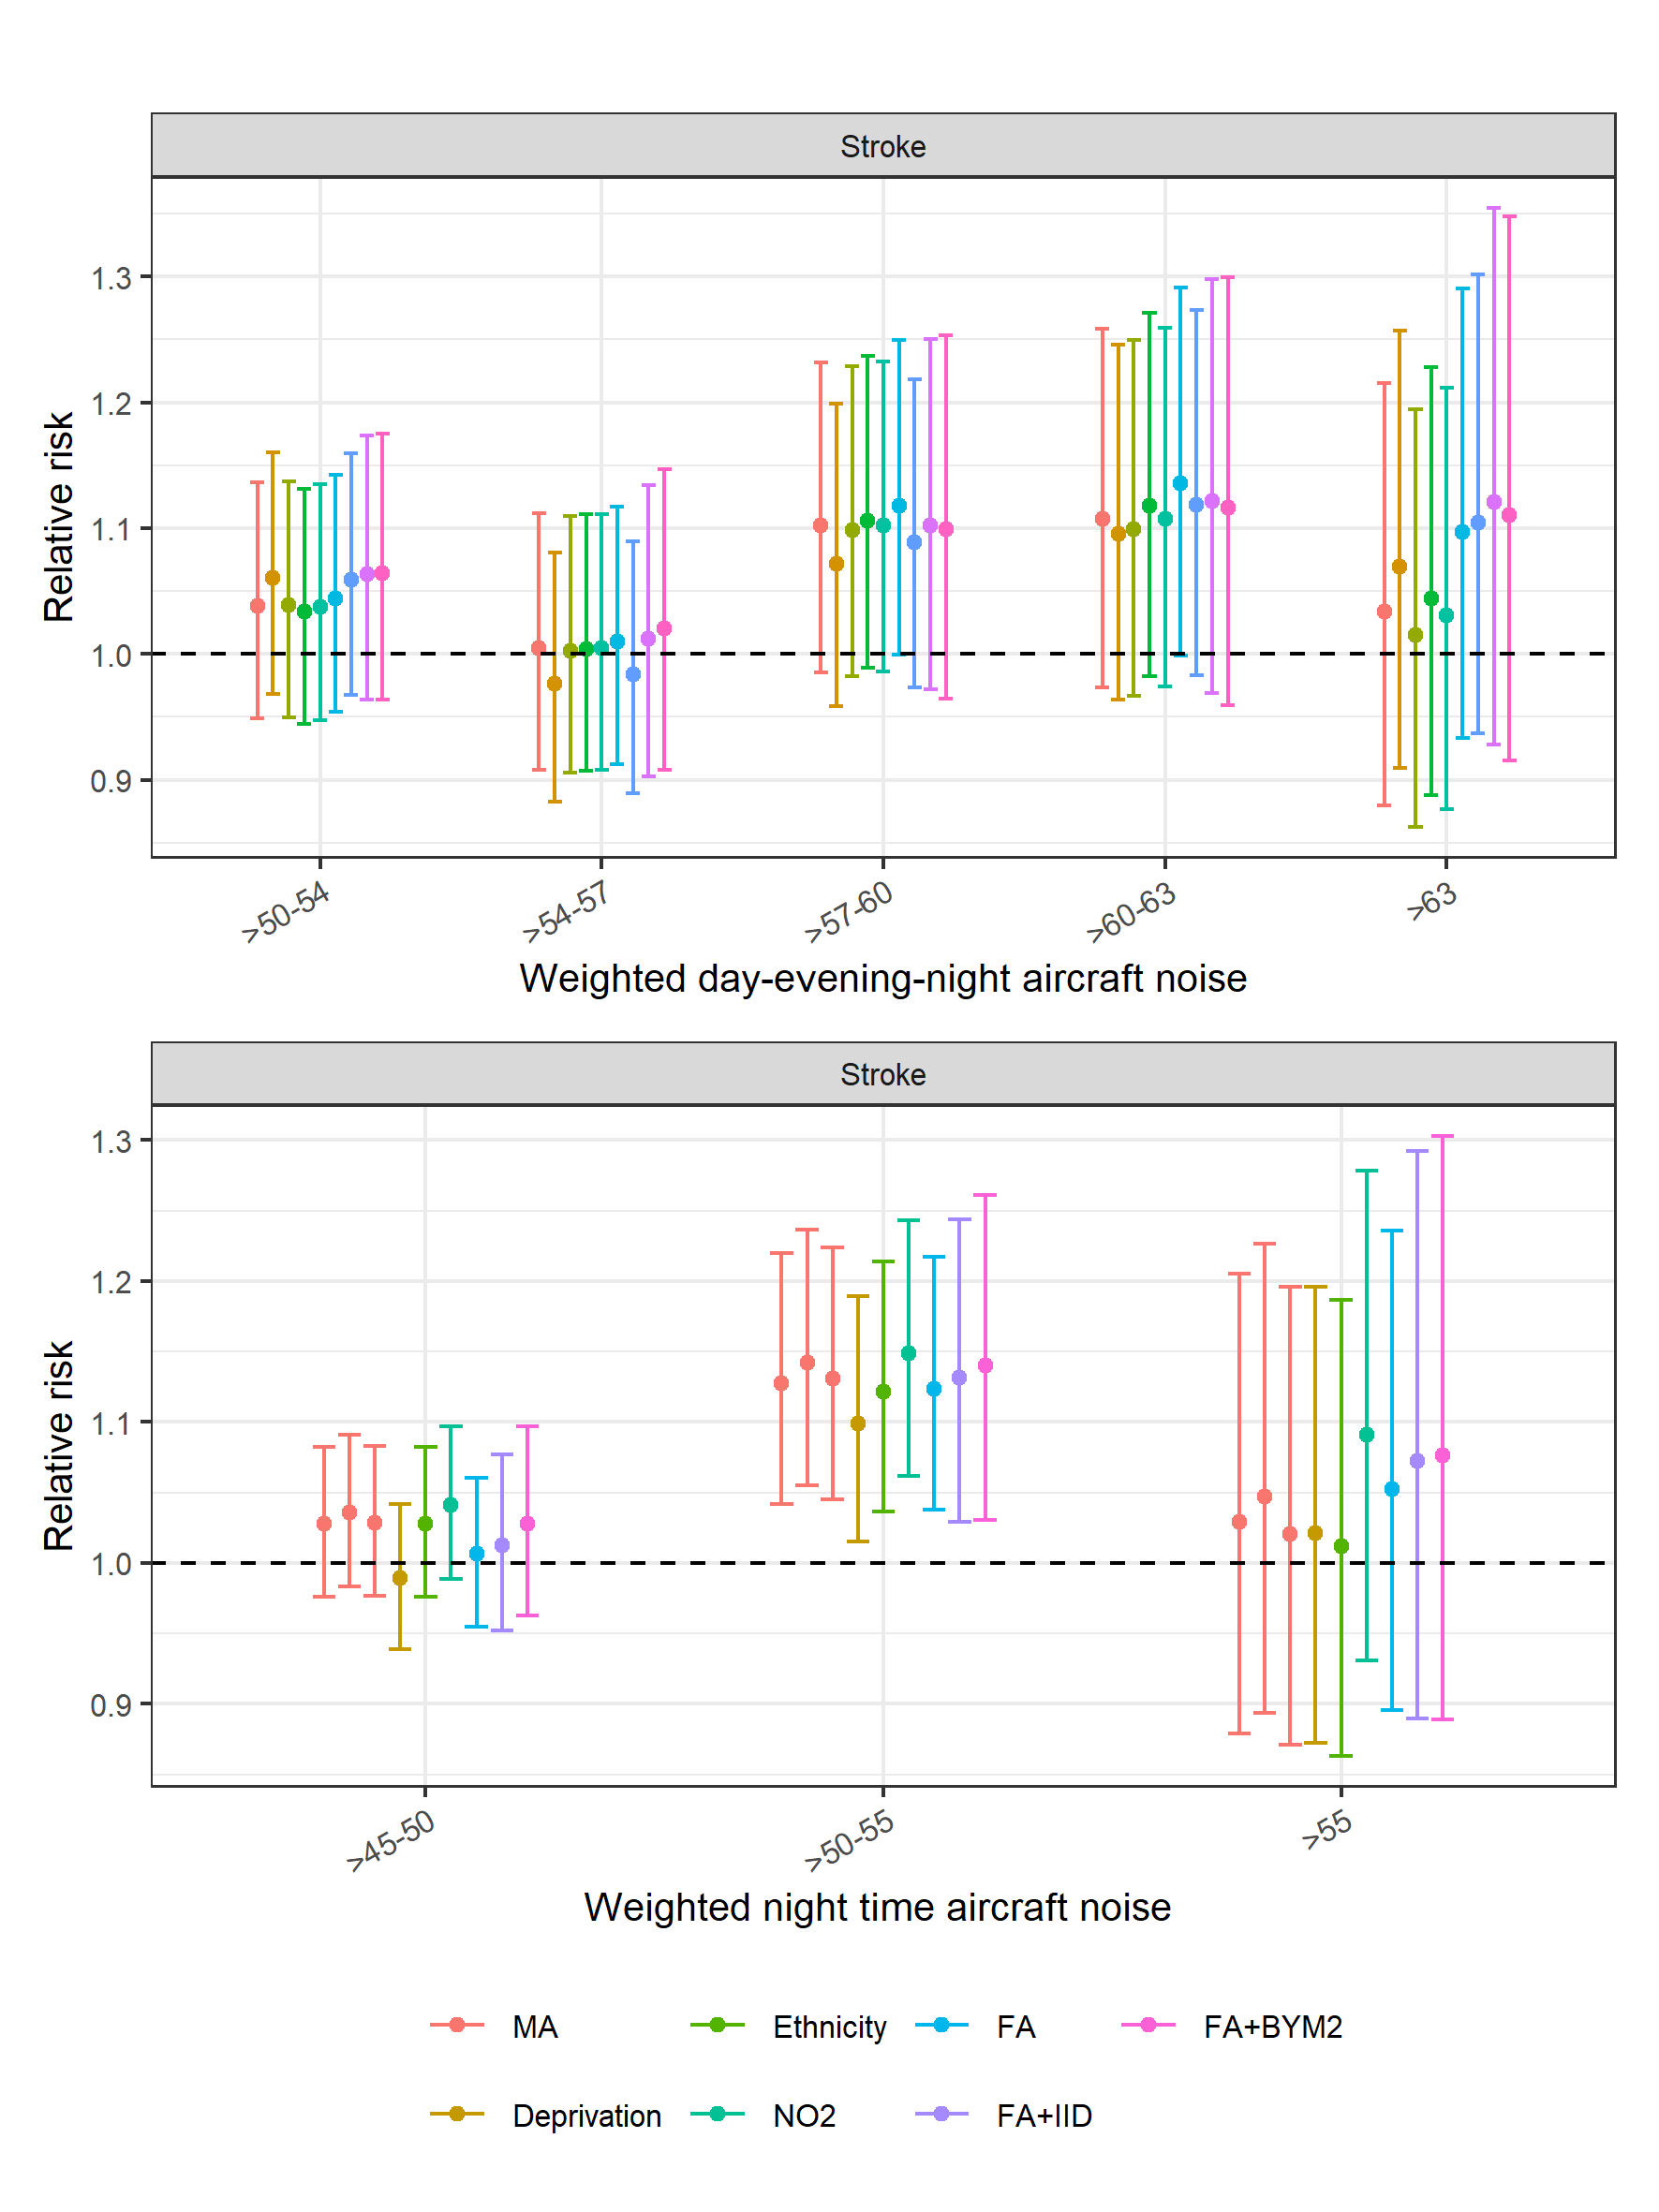 Stroke
Relative risk
1.3
1.2
1.1
1.0
0.9
>50-54
>54-57
>57-60
>60-63
>63
Weighted day-evening-night aircraft noise
Stroke
Relative risk
1.3
1.2
1.1
1.0
0.9
>45-50
>50-55
>55
Weighted night time aircraft noise
MA Ethnicity FA FA+BYM2
Deprivation NO2 FA+IID